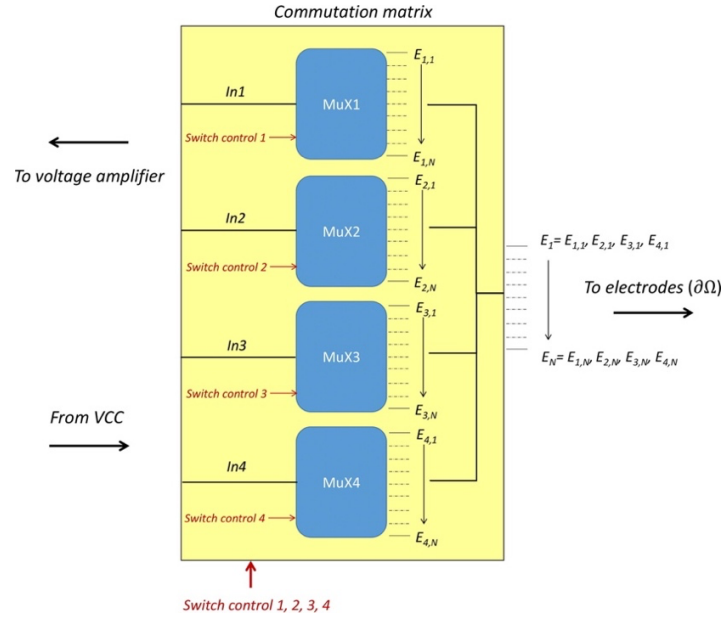 Commutation matrix
In1
MuX1
E1,1
Switch control 1
E1,N
To voltage amplifier
E2,1
In2
MuX2
Switch control 2
E2,N
E1= E1,1, E2,1, E3,1, E4,1
To electrodes (∂Ω)
E3,1
In3
MuX3
EN= E1,N, E2,N, E3,N, E4,N
Switch control 3
E3,N
From VCC
E4,1
In4
MuX4
Switch control 4
E4,N
Switch control 1, 2, 3, 4